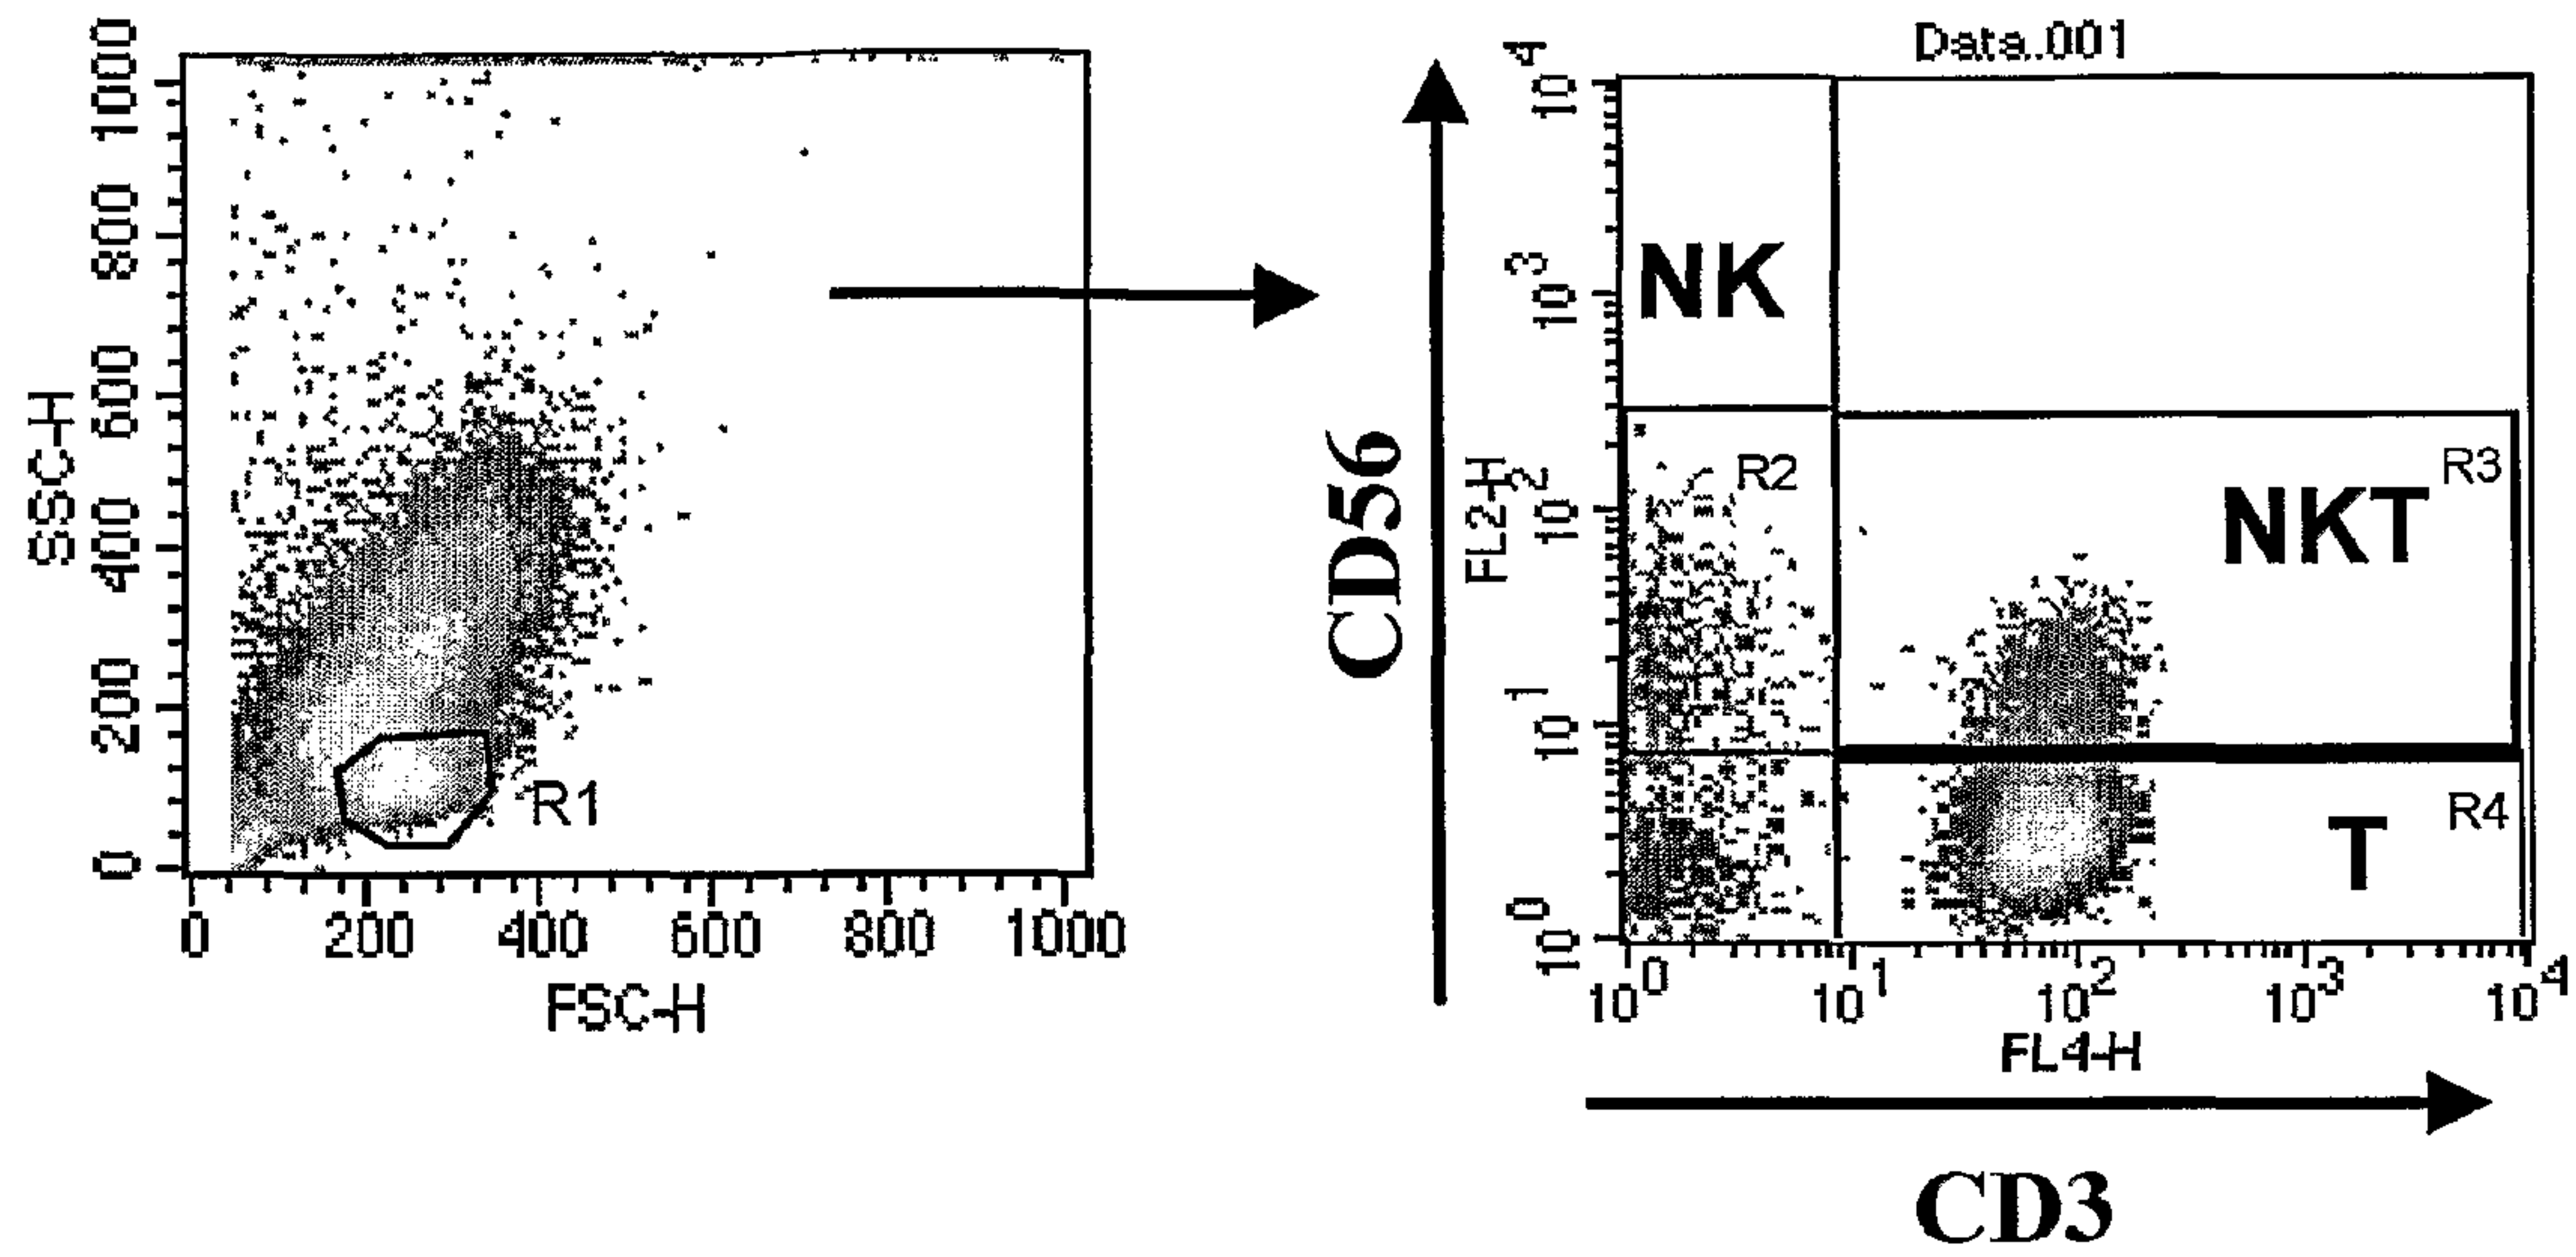 SSC-H
1000
800
600
400
200
0
R1
0 200 400 600 800 1000
FSC-H
Data..001
CD56
FL2-H
10^4
10^3
10^2
10^1
10^0
NK
R2
R3
NKT
R4
T
10^0 10^1 10^2 10^3 10^4
FL4-H
CD3